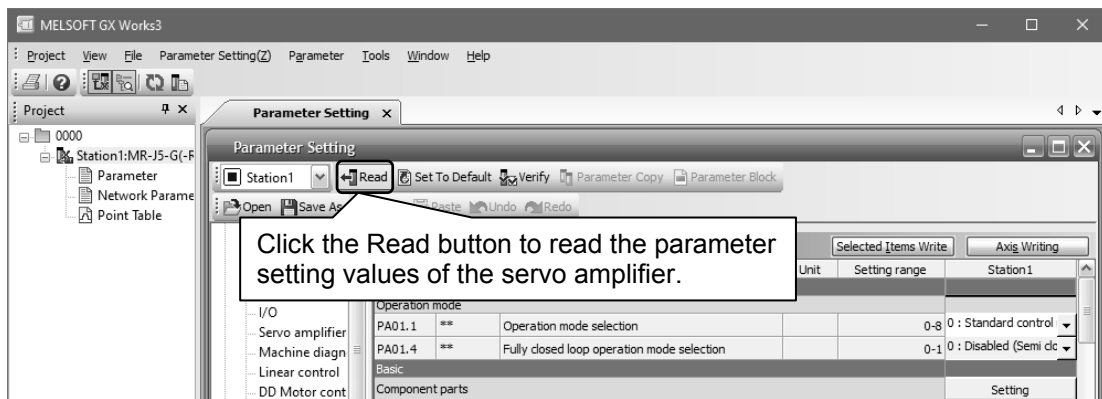 MELSOFT GX Works3
Project View File Parameter Setting(Z) Parameter Tools Window Help
Project
Parameter Setting
0000
Station1:MR-J5-G(-R
Parameter
Network Parame
Point Table
Parameter Setting
Station1 Read Set To Default Verify Parameter Copy Parameter Block
Open Save As Paste Undo Redo
Click the Read button to read the parameter
setting values of the servo amplifier.
Selected Items Write Axis Writing
Unit Setting range Station1
I/O
Servo amplifier
Machine diagn
Linear control
DD Motor cont
Operation mode
PA01.1 ** Operation mode selection 0-8 0 : Standard control
PA01.4 ** Fully closed loop operation mode selection 0-1 0 : Disabled (Semi clo
Basic
Component parts Setting